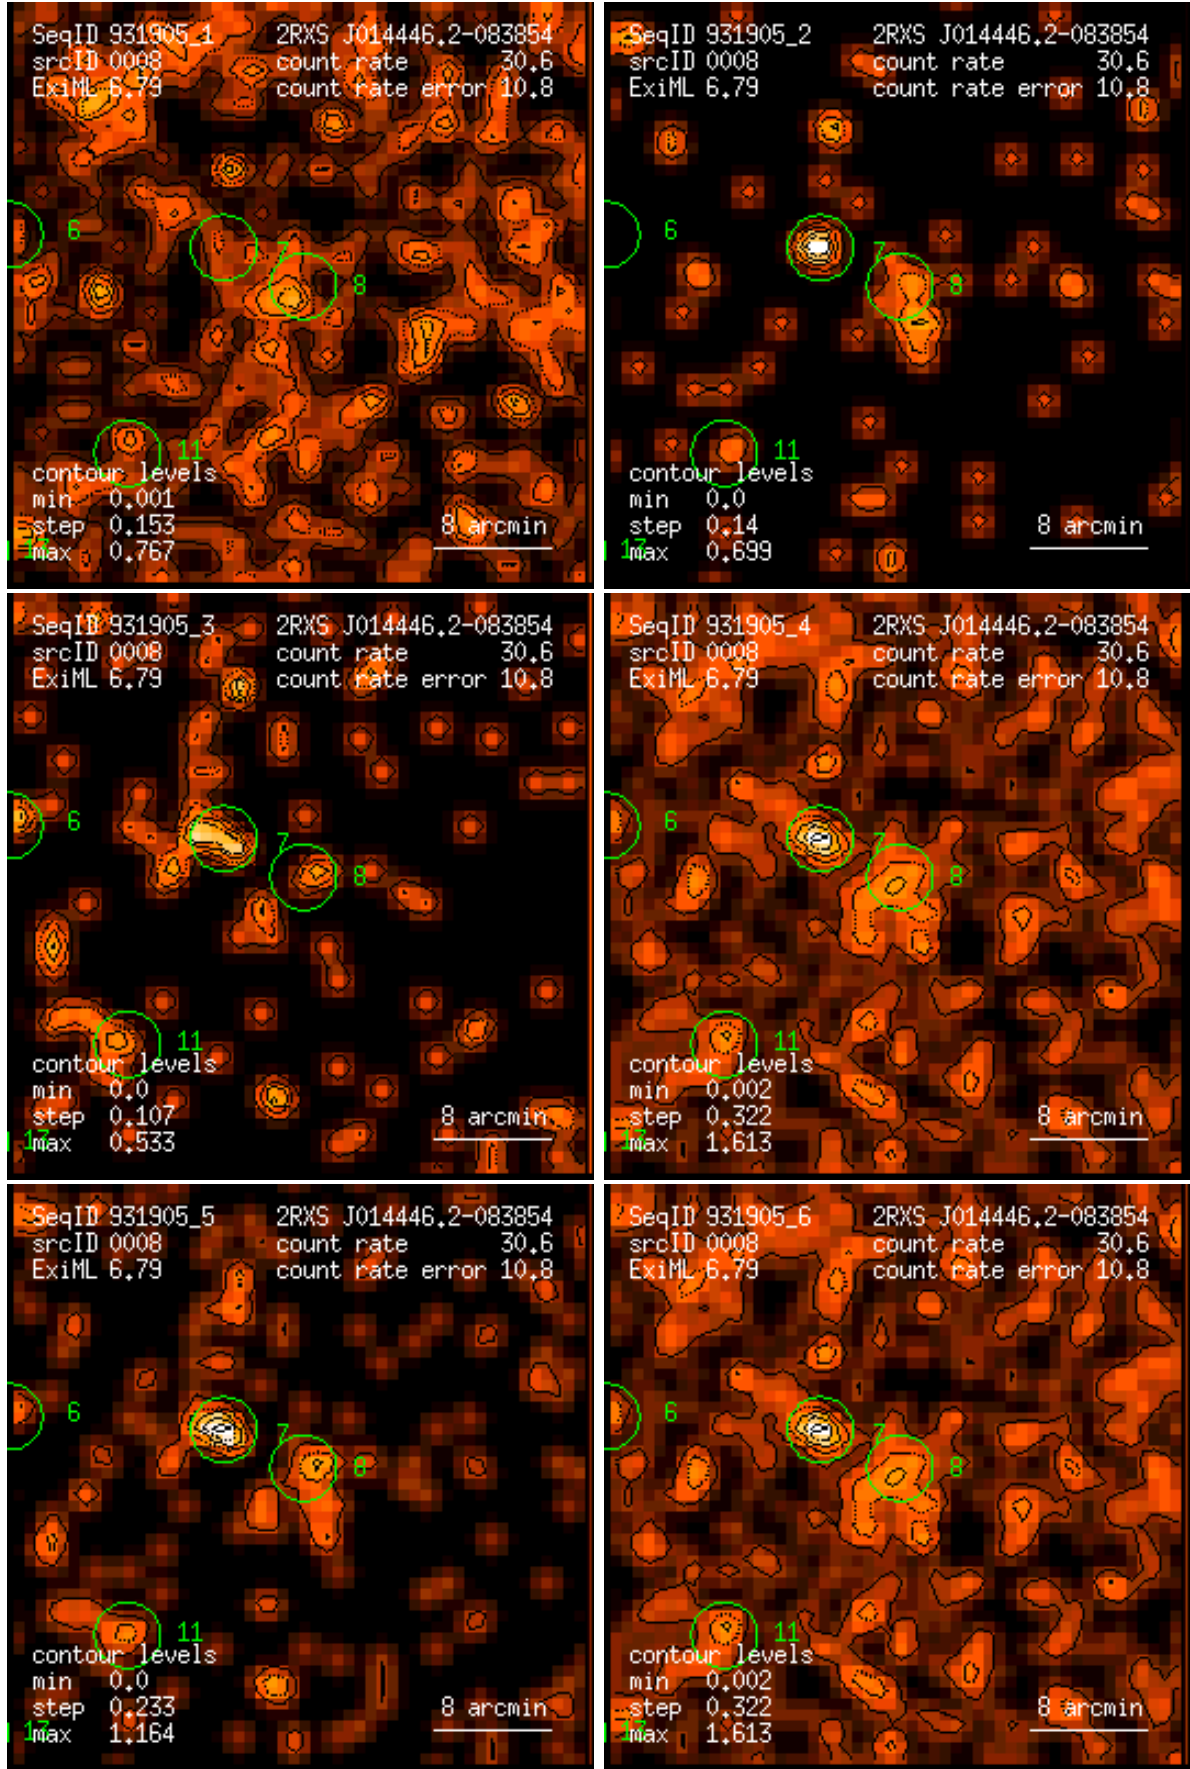 SeqID 931905_1 2RXS J014446.2-083854
srcID 0008 count rate 30.6
ExiML 6.79 count rate error 10.8
6
7
8
11
contour levels
min 0.001
step 0.153 8 arcmin
17
max 0.767
SeqID 931905_2 2RXS J014446.2-083854
srcID 0008 count rate 30.6
ExiML 6.79 count rate error 10.8
6
7
8
11
contour levels
min 0.0
step 0.14 8 arcmin
17
max 0.699
SeqID 931905_3 2RXS J014446.2-083854
srcID 0008 count rate 30.6
ExiML 6.79 count rate error 10.8
6
7
8
11
contour levels
min 0.0
step 0.107 8 arcmin
17
max 0.533
SeqID 931905_4 2RXS J014446.2-083854
srcID 0008 count rate 30.6
ExiML 6.79 count rate error 10.8
6
7
8
11
contour levels
min 0.002
step 0.322 8 arcmin
17
max 1.613
SeqID 931905_5 2RXS J014446.2-083854
srcID 0008 count rate 30.6
ExiML 6.79 count rate error 10.8
6
7
8
11
contour levels
min 0.0
step 0.233 8 arcmin
17
max 1.164
SeqID 931905_6 2RXS J014446.2-083854
srcID 0008 count rate 30.6
ExiML 6.79 count rate error 10.8
6
7
8
11
contour levels
min 0.002
step 0.322 8 arcmin
17
max 1.613